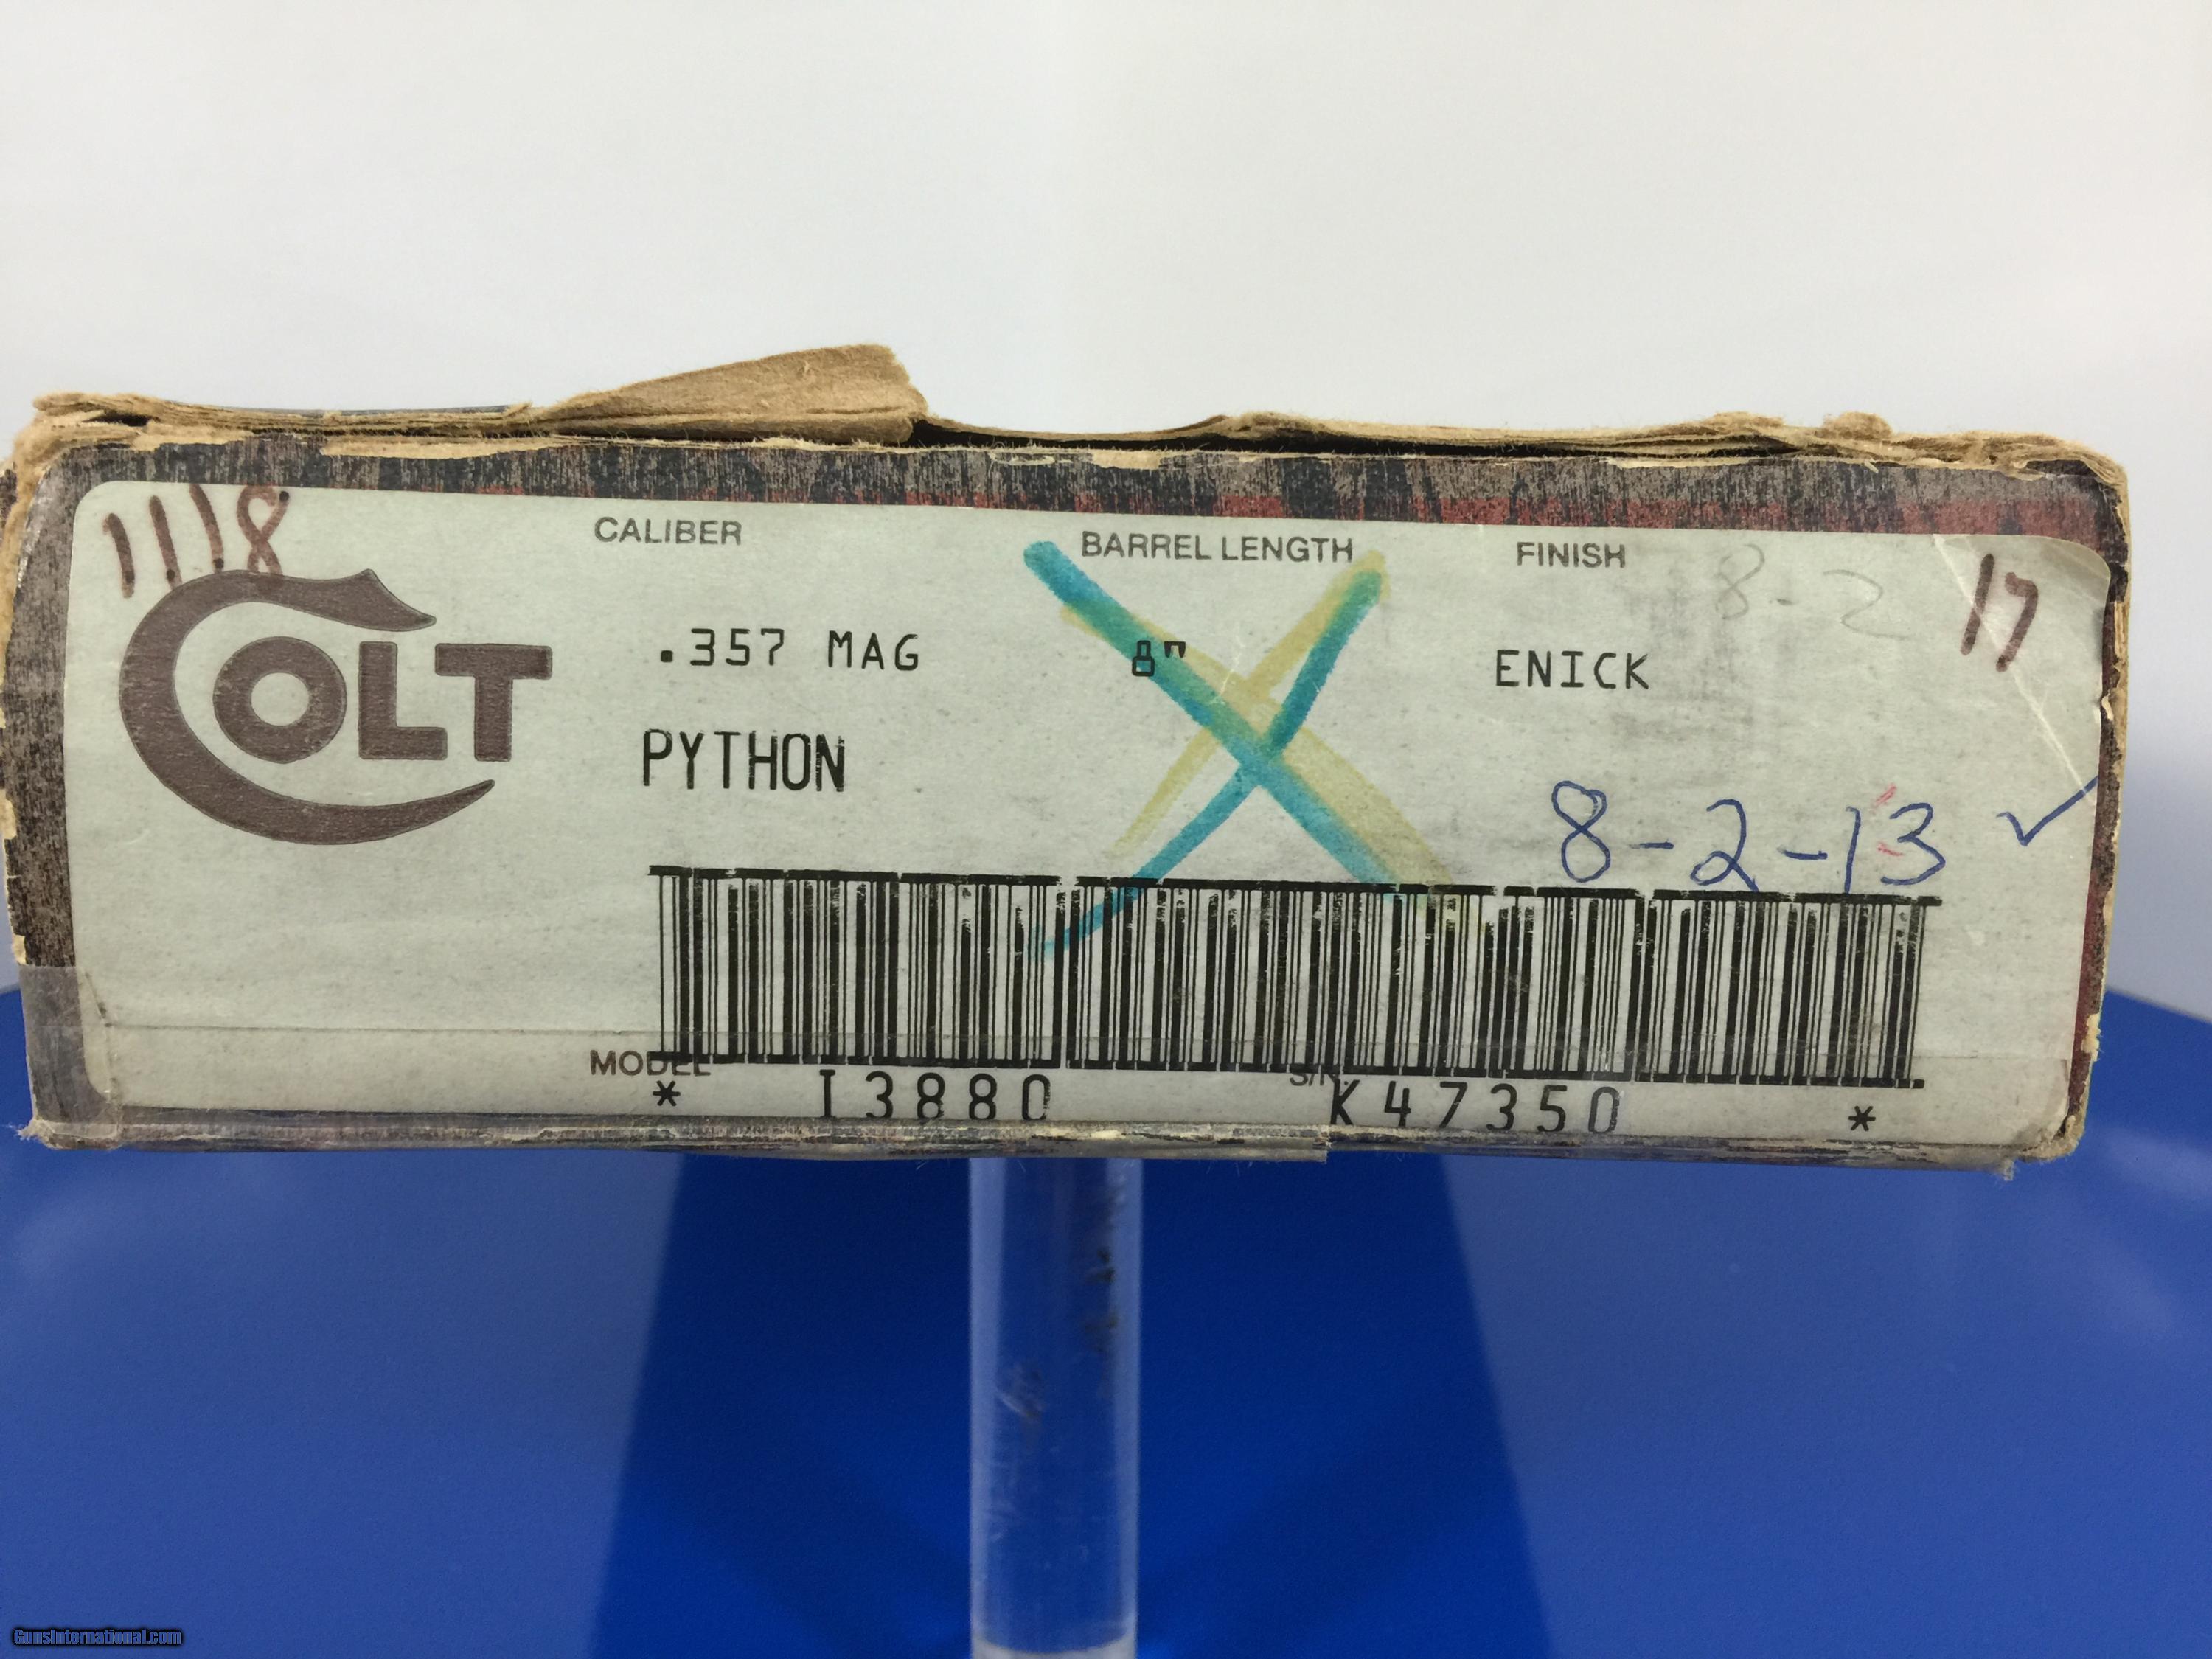 1118
CALIBER BARREL LENGTH FINISH 8-2 17
COLT .357 MAG 8" ENICK
PYTHON
8-2-13 ✓
MODEL S/N.
* I3880 K47350 *
GunsInternational.com